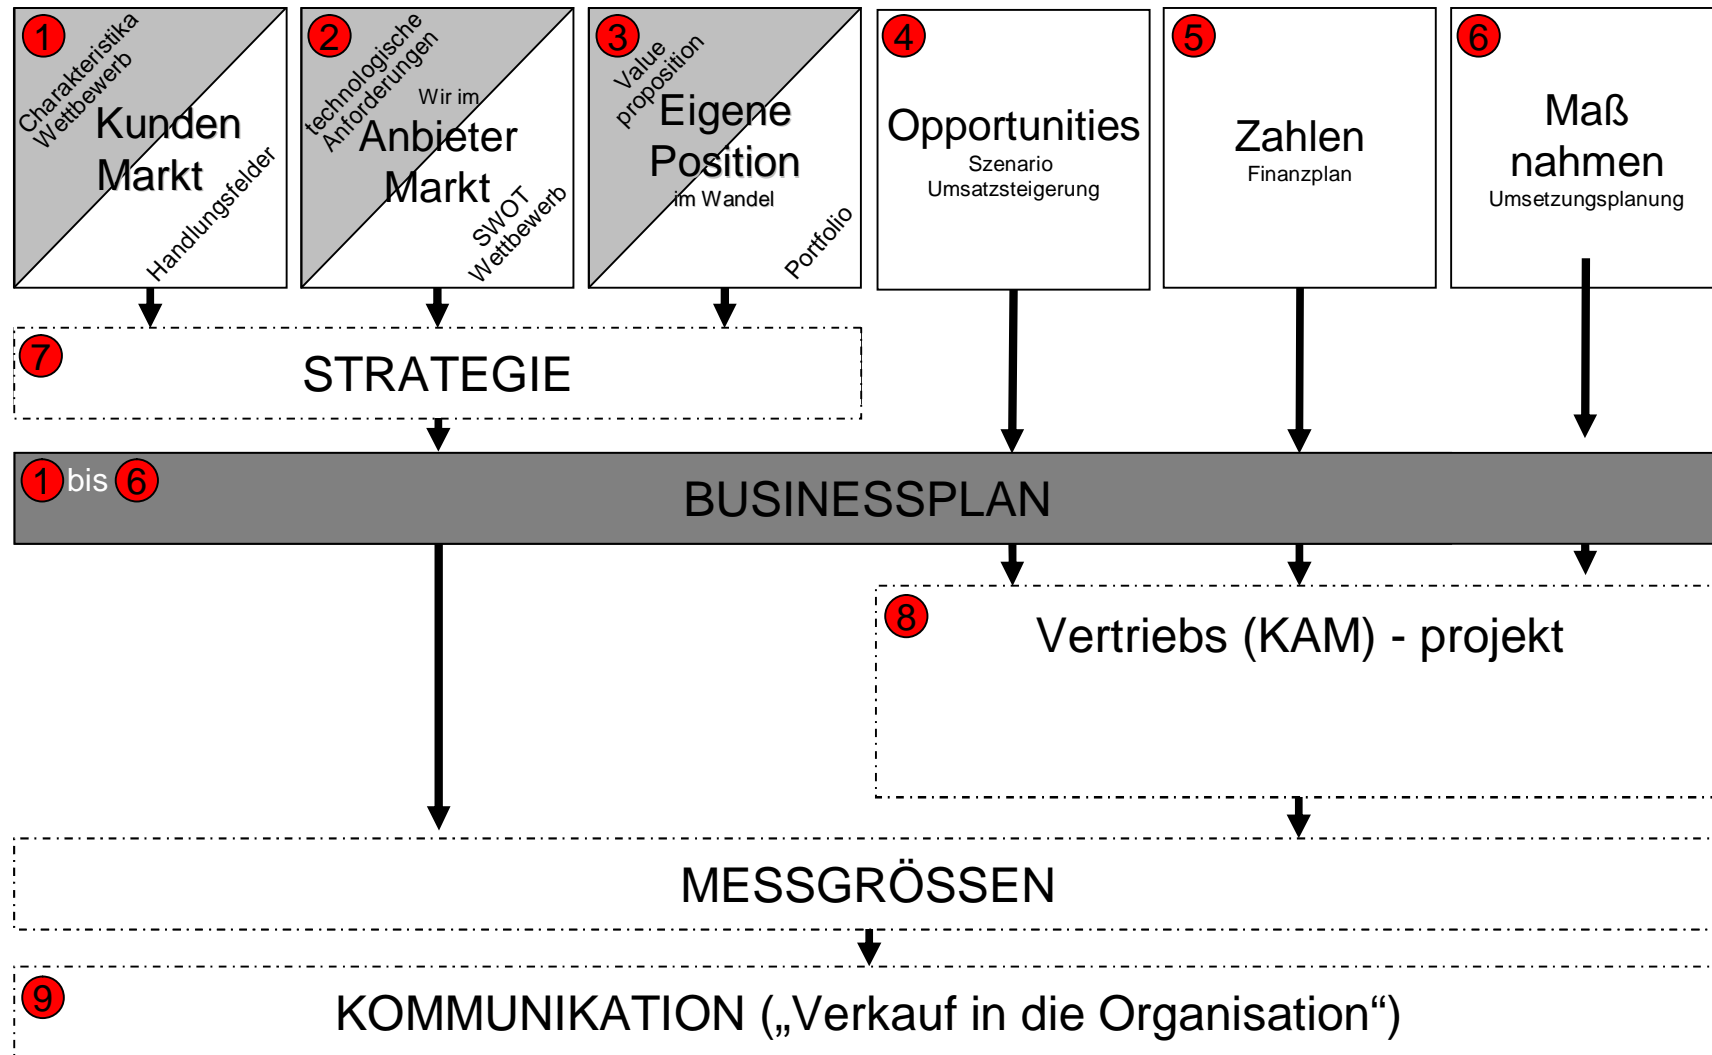 1
Charakteristika
Wettbewerb
Kunden
Markt
Handlungsfelder
2
technologische
Anforderungen
Wir im
Anbieter
Markt
SWOT
Wettbewerb
3
Value
proposition
Eigene
Position
im Wandel
Portfolio
4
Opportunities
Szenario
Umsatzsteigerung
5
Zahlen
Finanzplan
6
Maß
nahmen
Umsetzungsplanung
7
STRATEGIE
1 bis 6
BUSINESSPLAN
8
Vertriebs (KAM) - projekt
MESSGRÖSSEN
9
KOMMUNIKATION („Verkauf in die Organisation“)